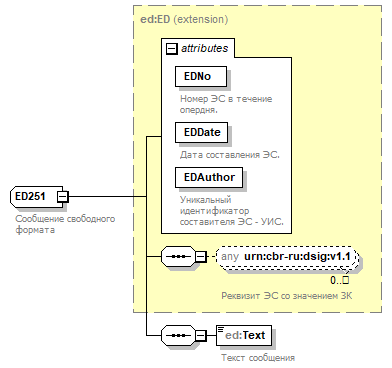 ed:ED (extension)
attributes
EDNo
Номер ЭС в течение
опердня.
EDDate
Дата составления ЭС.
EDAuthor
Уникальный
идентификатор
составителя ЭС - УИС.
ED251
Сообщение свободного
формата
any urn:cbr-ru:dsig:v1.1
0..
Реквизит ЭС со значением ЗК
ed:Text
Текст сообщения